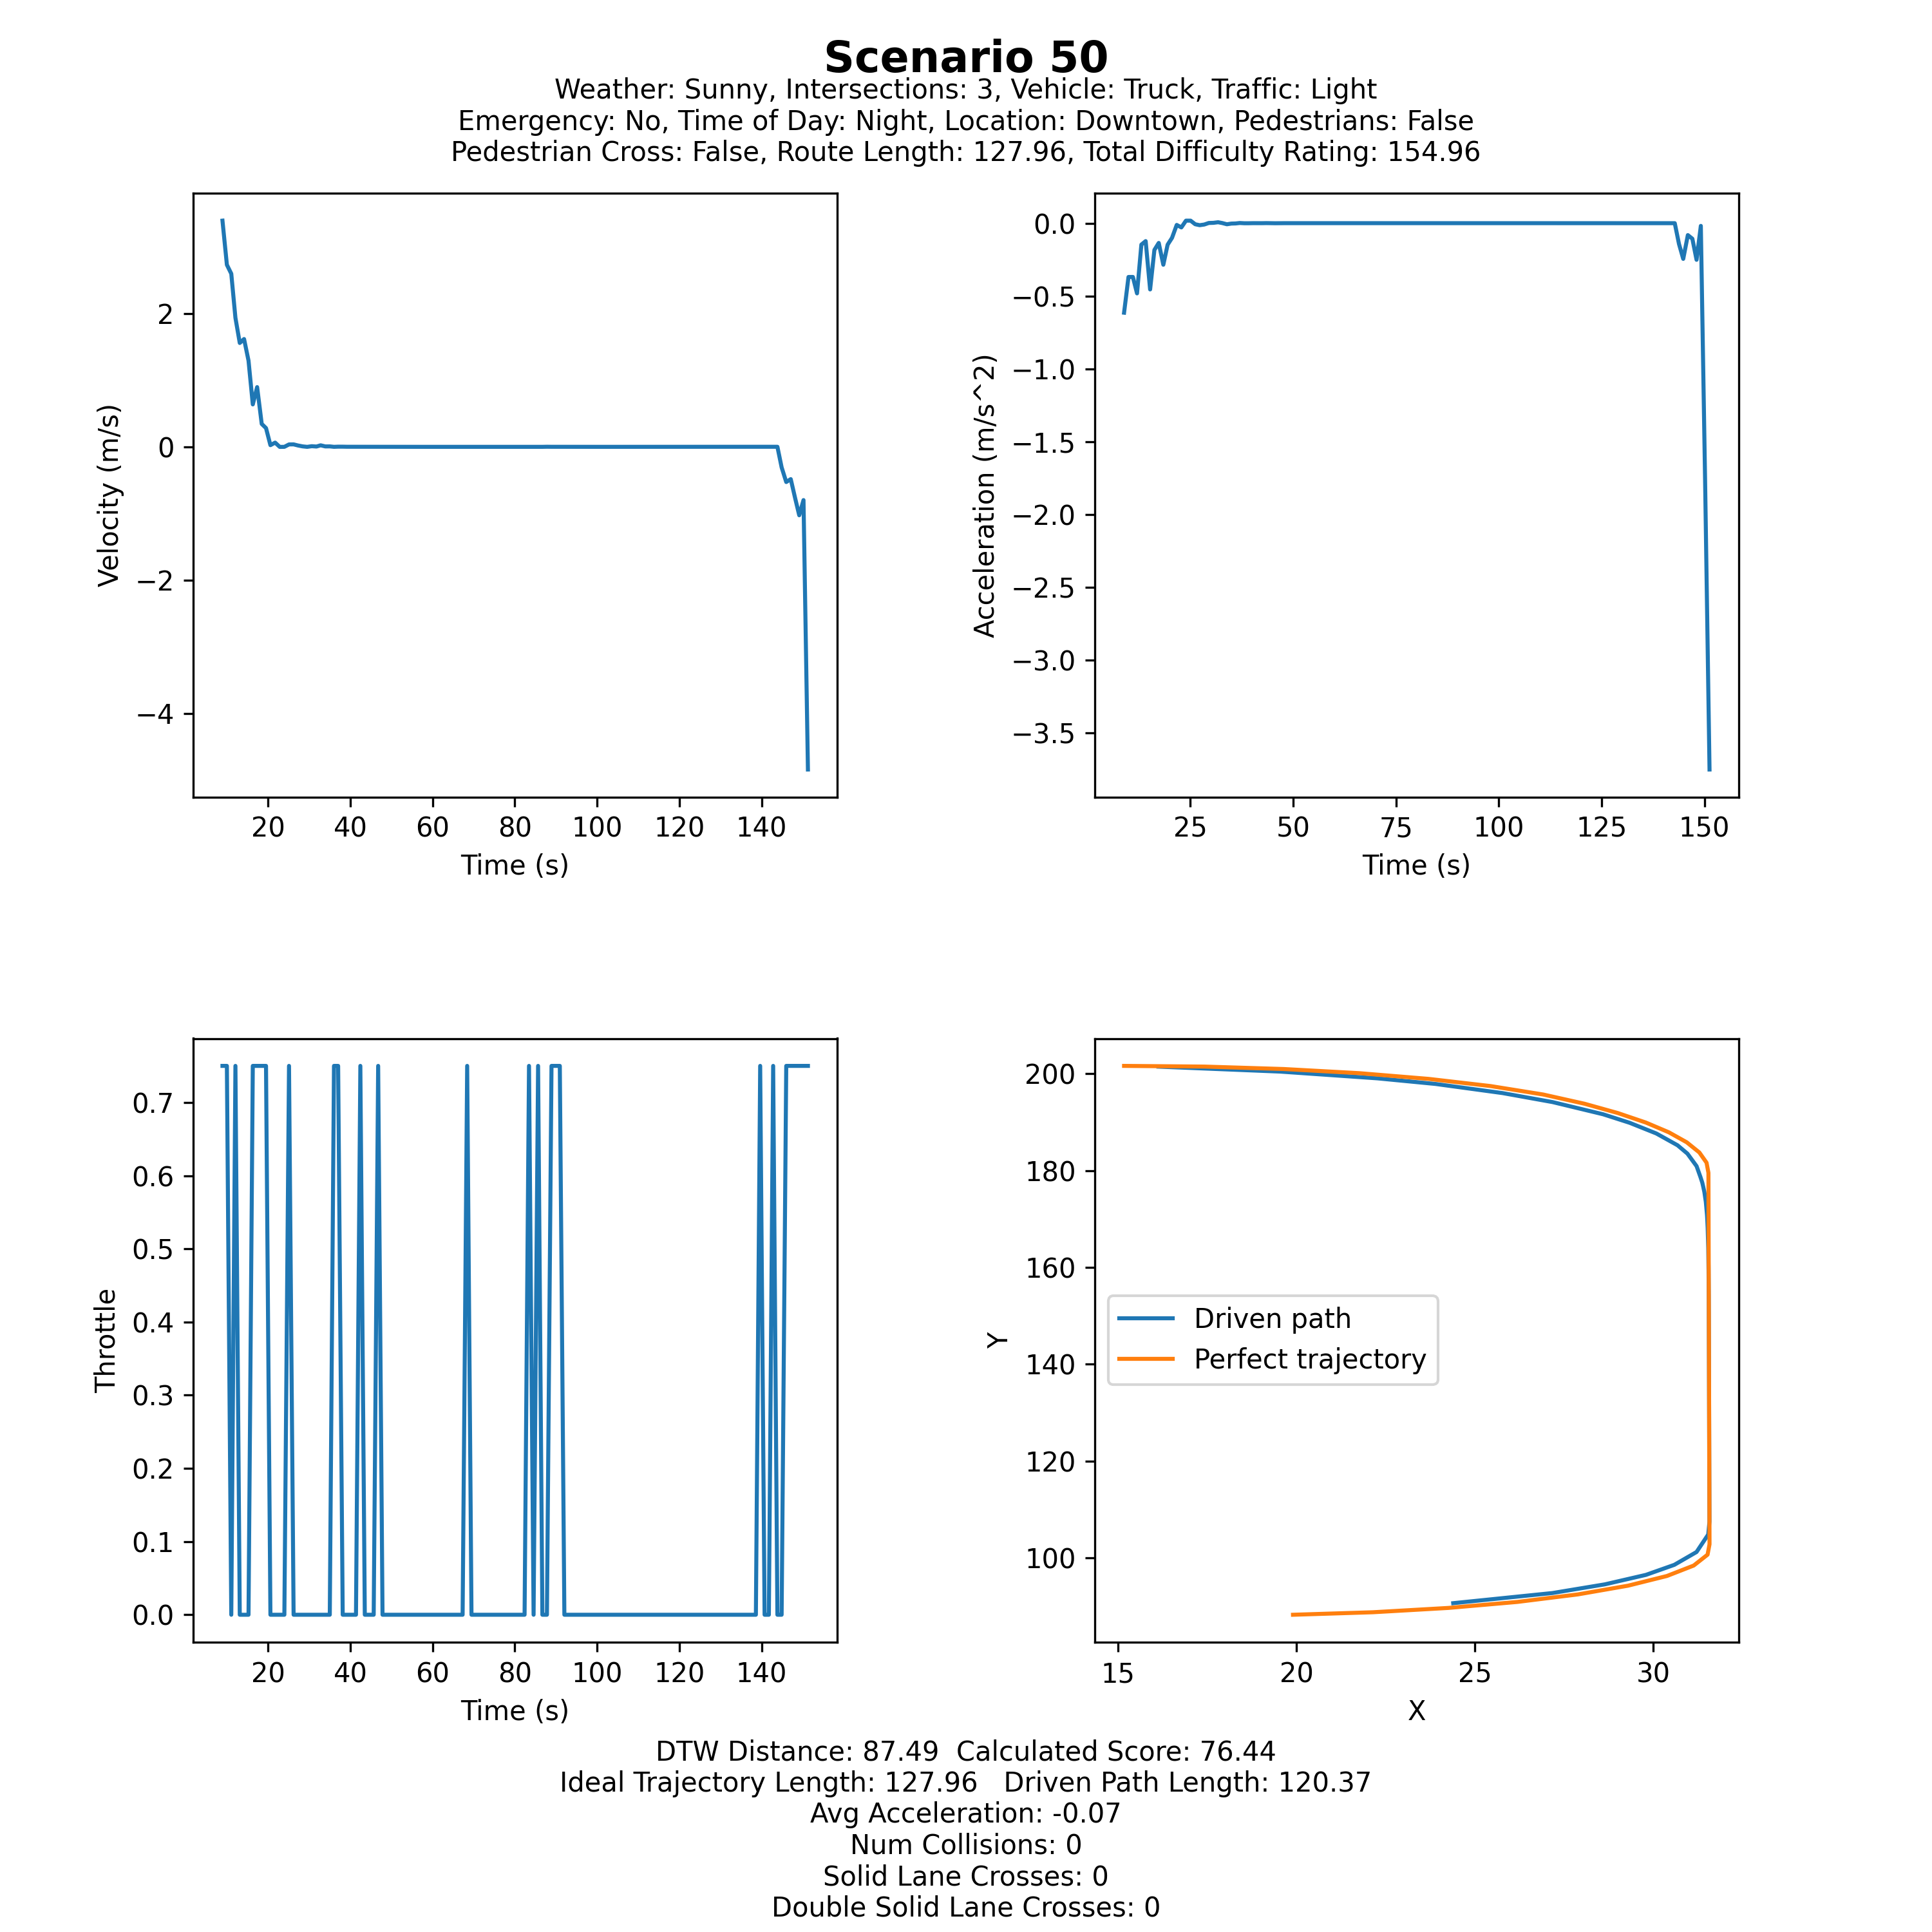 Scenario 50
Weather: Sunny, Intersections: 3, Vehicle: Truck, Traffic: Light
Emergency: No, Time of Day: Night, Location: Downtown, Pedestrians: False
Pedestrian Cross: False, Route Length: 127.96, Total Difficulty Rating: 154.96
Velocity (m/s)
2
0
−2
−4
20 40 60 80 100 120 140
Time (s)
Acceleration (m/s^2)
0.0
−0.5
−1.0
−1.5
−2.0
−2.5
−3.0
−3.5
25 50 75 100 125 150
Time (s)
Throttle
0.7
0.6
0.5
0.4
0.3
0.2
0.1
0.0
20 40 60 80 100 120 140
Time (s)
Y
200
180
160
140
120
100
Driven path
Perfect trajectory
15 20 25 30
X
DTW Distance: 87.49 Calculated Score: 76.44
Ideal Trajectory Length: 127.96 Driven Path Length: 120.37
Avg Acceleration: -0.07
Num Collisions: 0
Solid Lane Crosses: 0
Double Solid Lane Crosses: 0